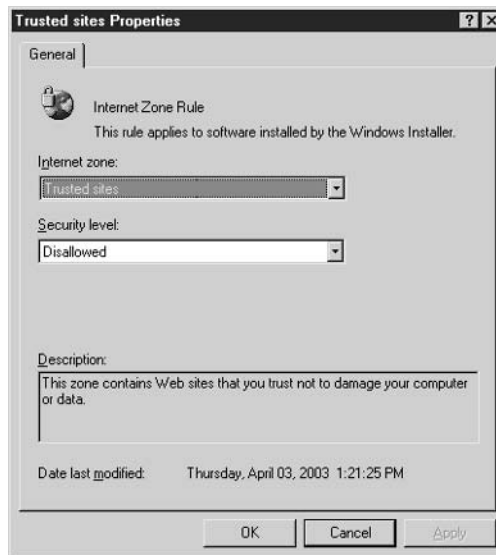 Trusted sites Properties
General
Internet Zone Rule
This rule applies to software installed by the Windows Installer.
Internet zone:
Trusted sites
Security level:
Disallowed
Description:
This zone contains Web sites that you trust not to damage your computer
or data.
Date last modified: Thursday, April 03, 2003 1:21:25 PM
OK Cancel Apply